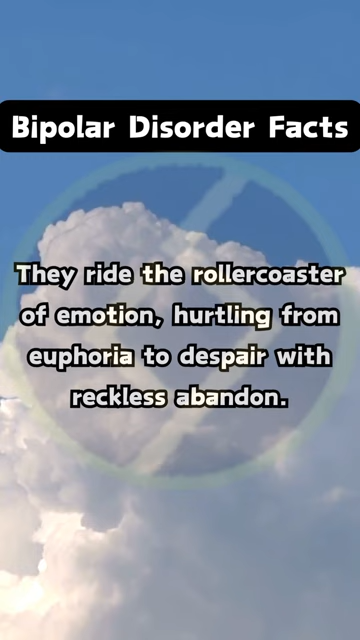 Bipolar Disorder Facts
They ride the rollercoaster
of emotion, hurtling from
euphoria to despair with
reckless abandon.